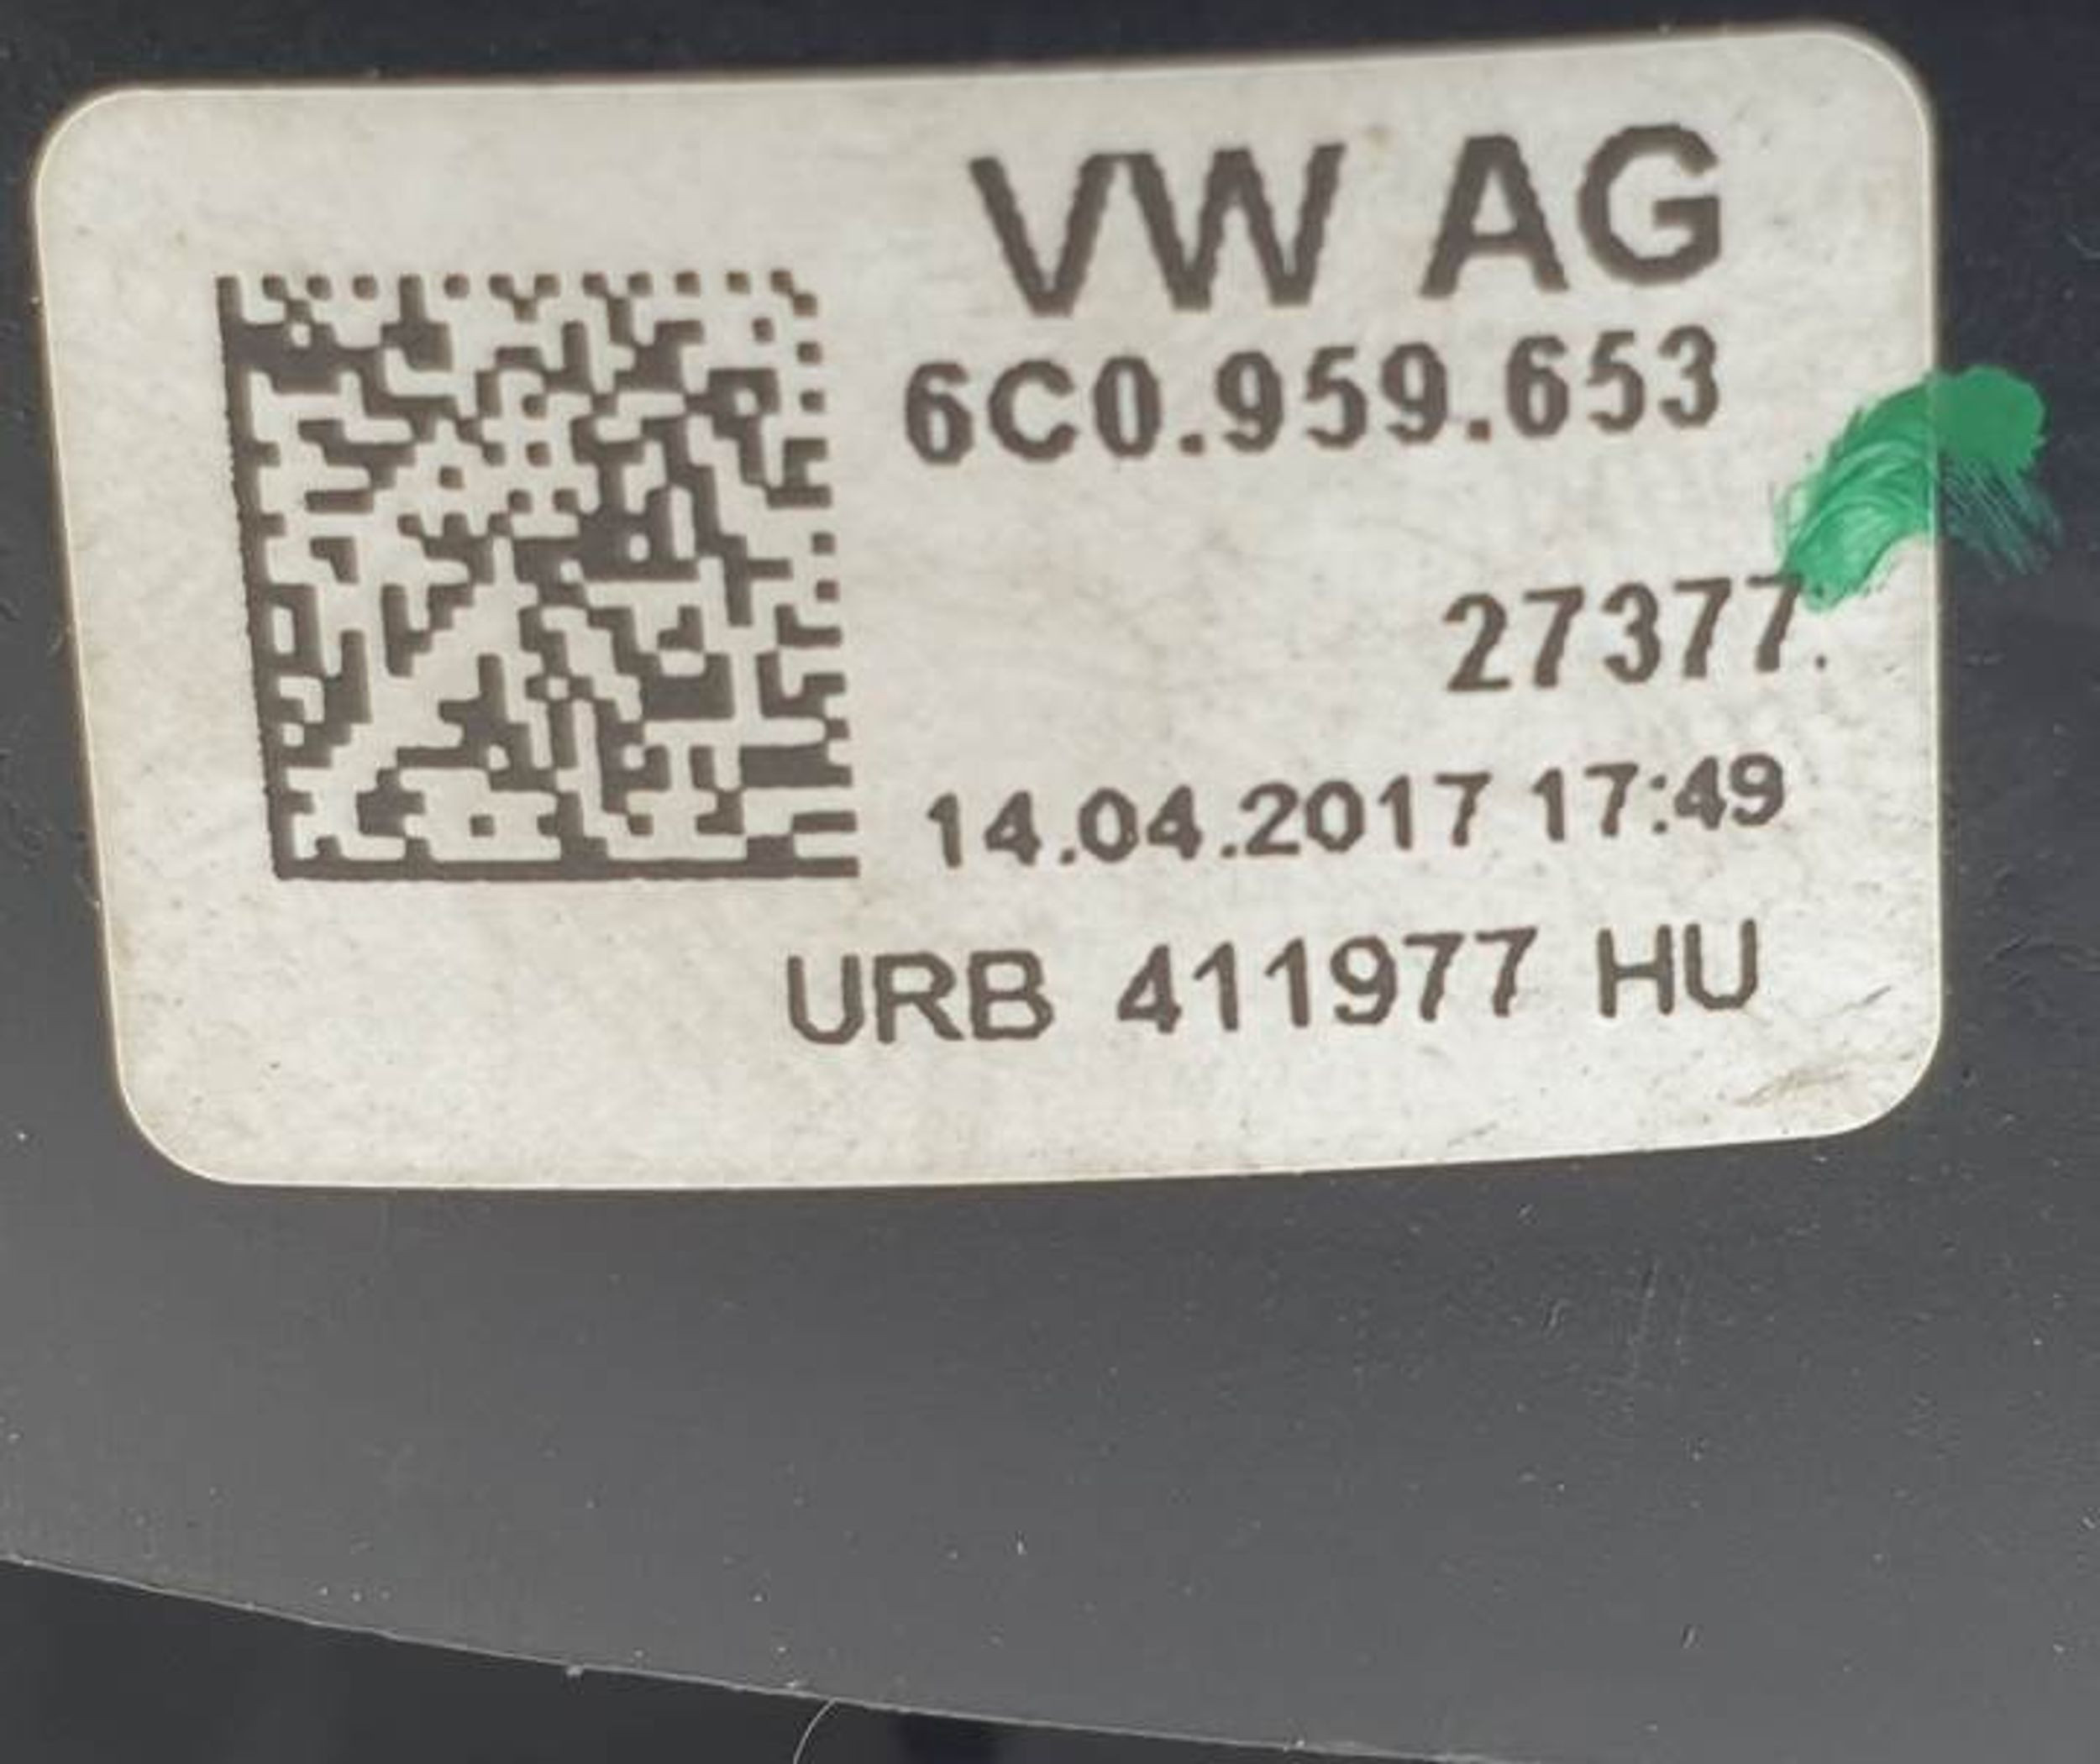 VW AG
6C0.959.653
27377.
14.04.2017 17:49
URB 411977 HU